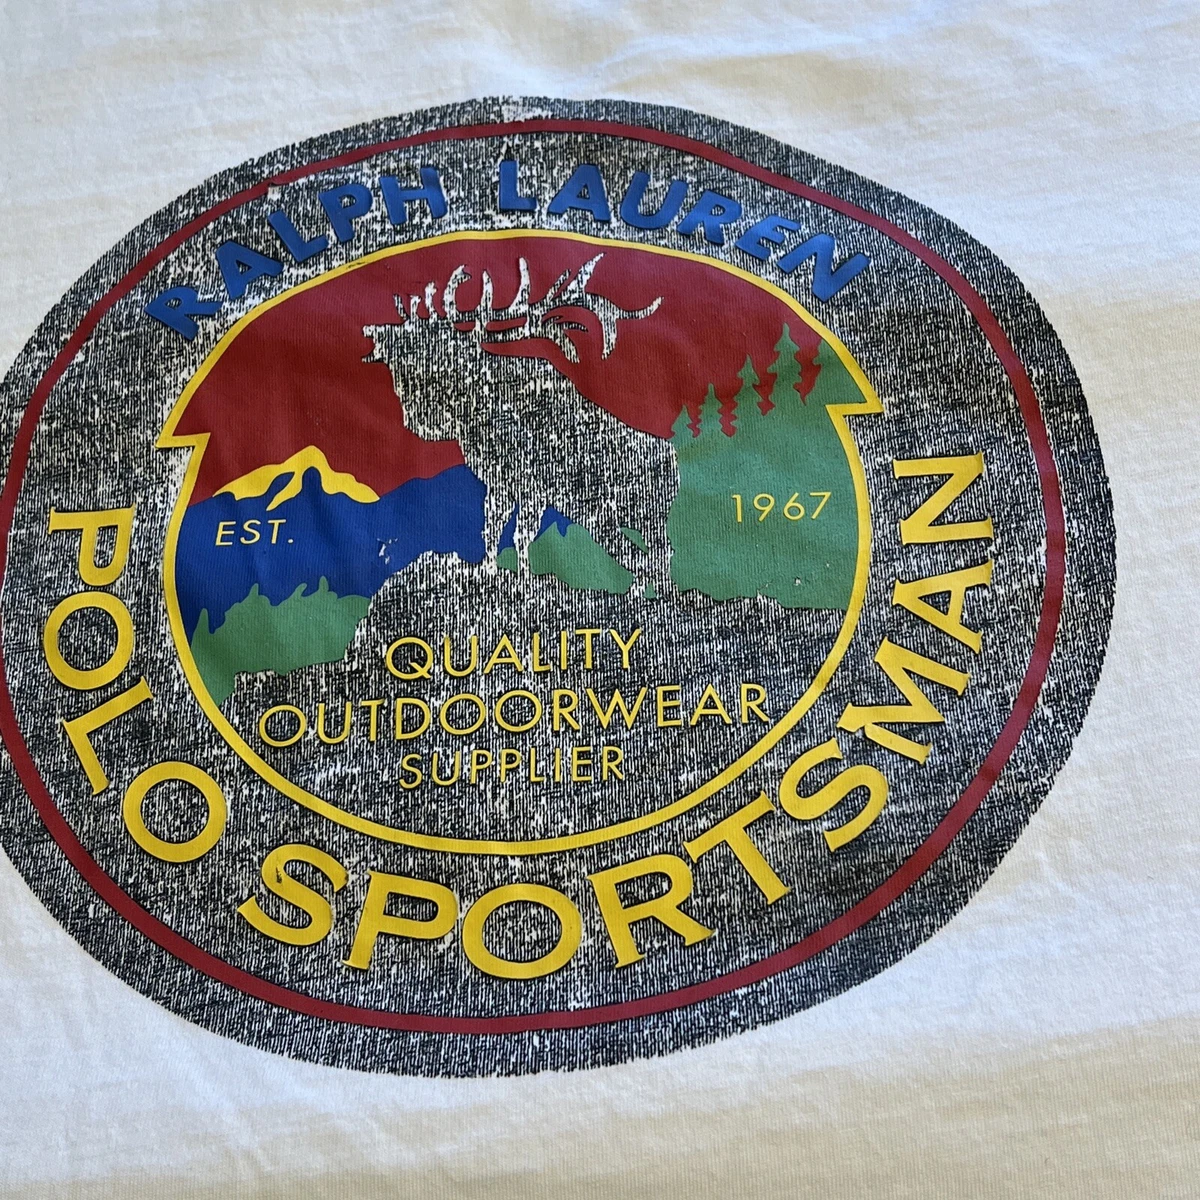 RALPH LAUREN
EST. 1967
QUALITY
OUTDOORWEAR
SUPPLIER
POLO SPORTSMAN